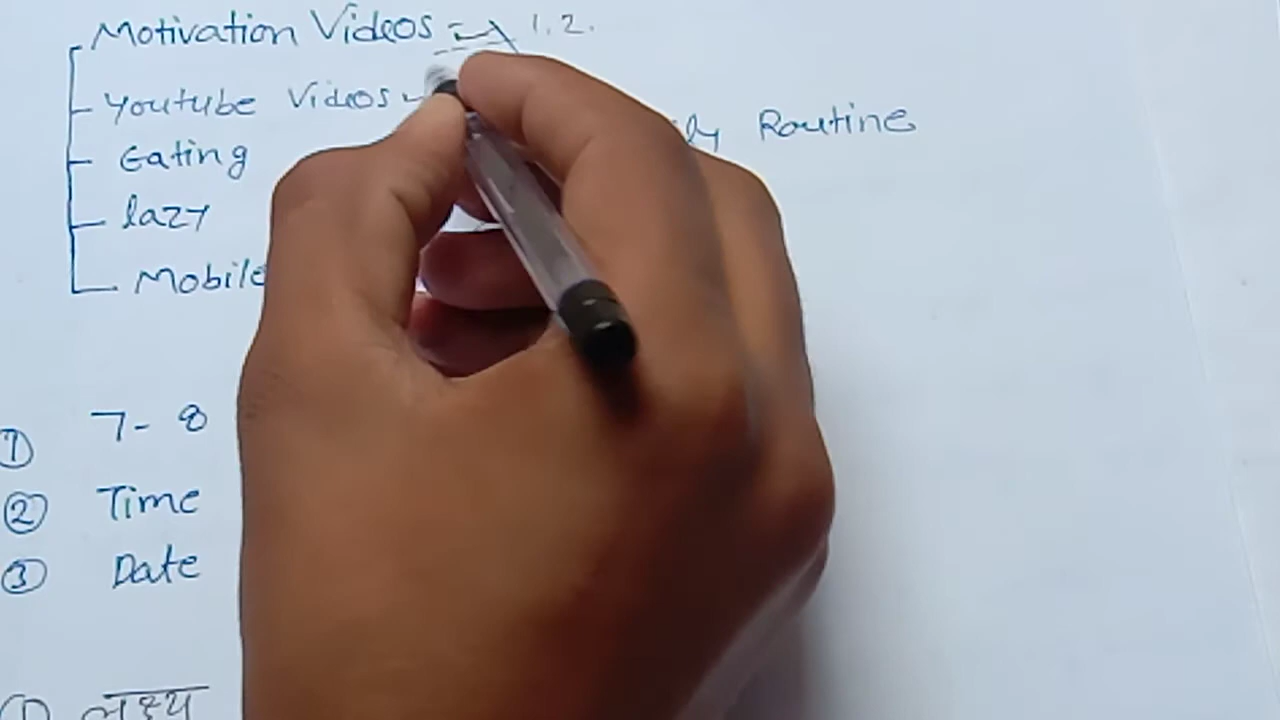 Motivation Videos → 1, 2.
Youtube Videos
Routine
Eating
lazy
Mobile
① 7- 8
② Time
③ Date
① लक्ष्य